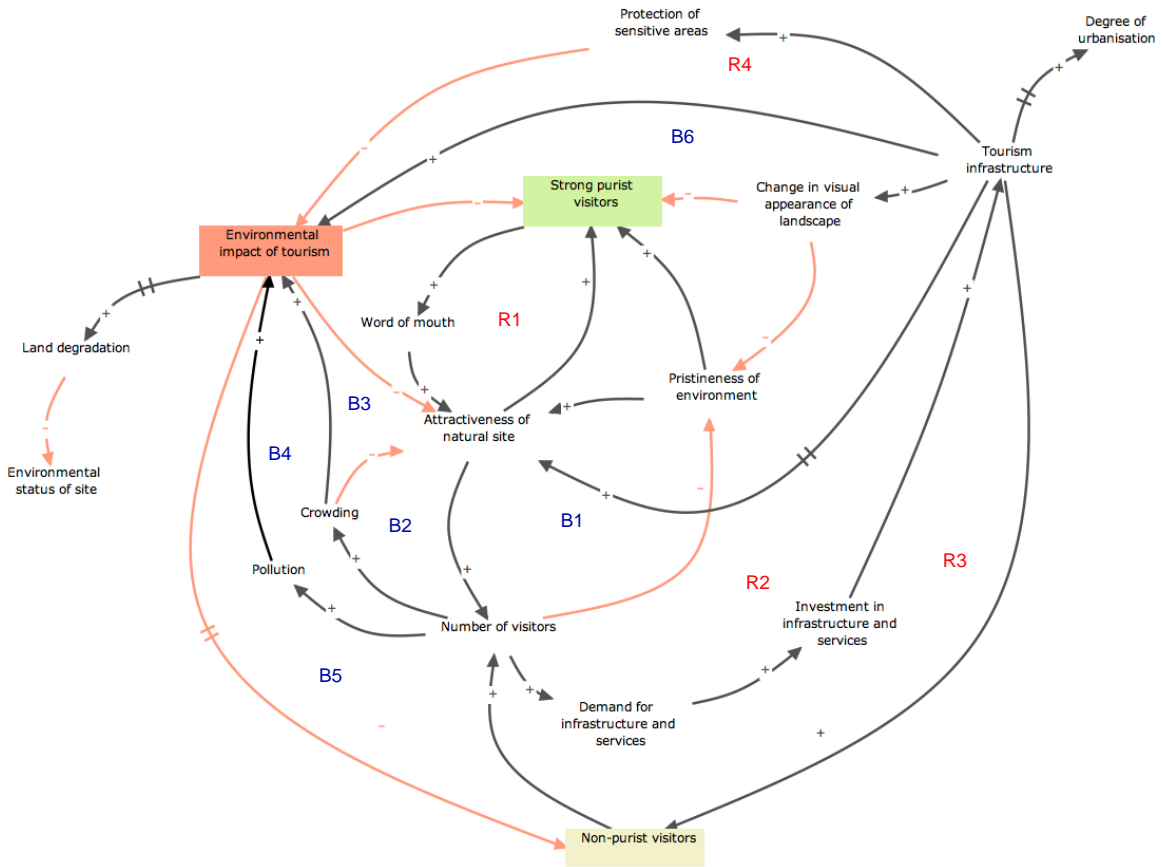 Protection of
sensitive areas
Degree of
urbanisation
+
R4
+
-
B6
+
Tourism
infrastructure
Strong purist
visitors
Change in visual
appearance of
landscape
-
+
-
Environmental
impact of tourism
+
+
+
+
+
+
Word of mouth
R1
+
-
Land degradation
B3
-
+
Pristineness of
environment
+
Attractiveness of
natural site
-
B4
-
Environmental
status of site
-
+
Crowding
B2
B1
+
+
Pollution
R2
R3
+
Investment in
infrastructure and
services
Number of visitors
B5
+
+
+
Demand for
infrastructure and
services
-
+
Non-purist visitors